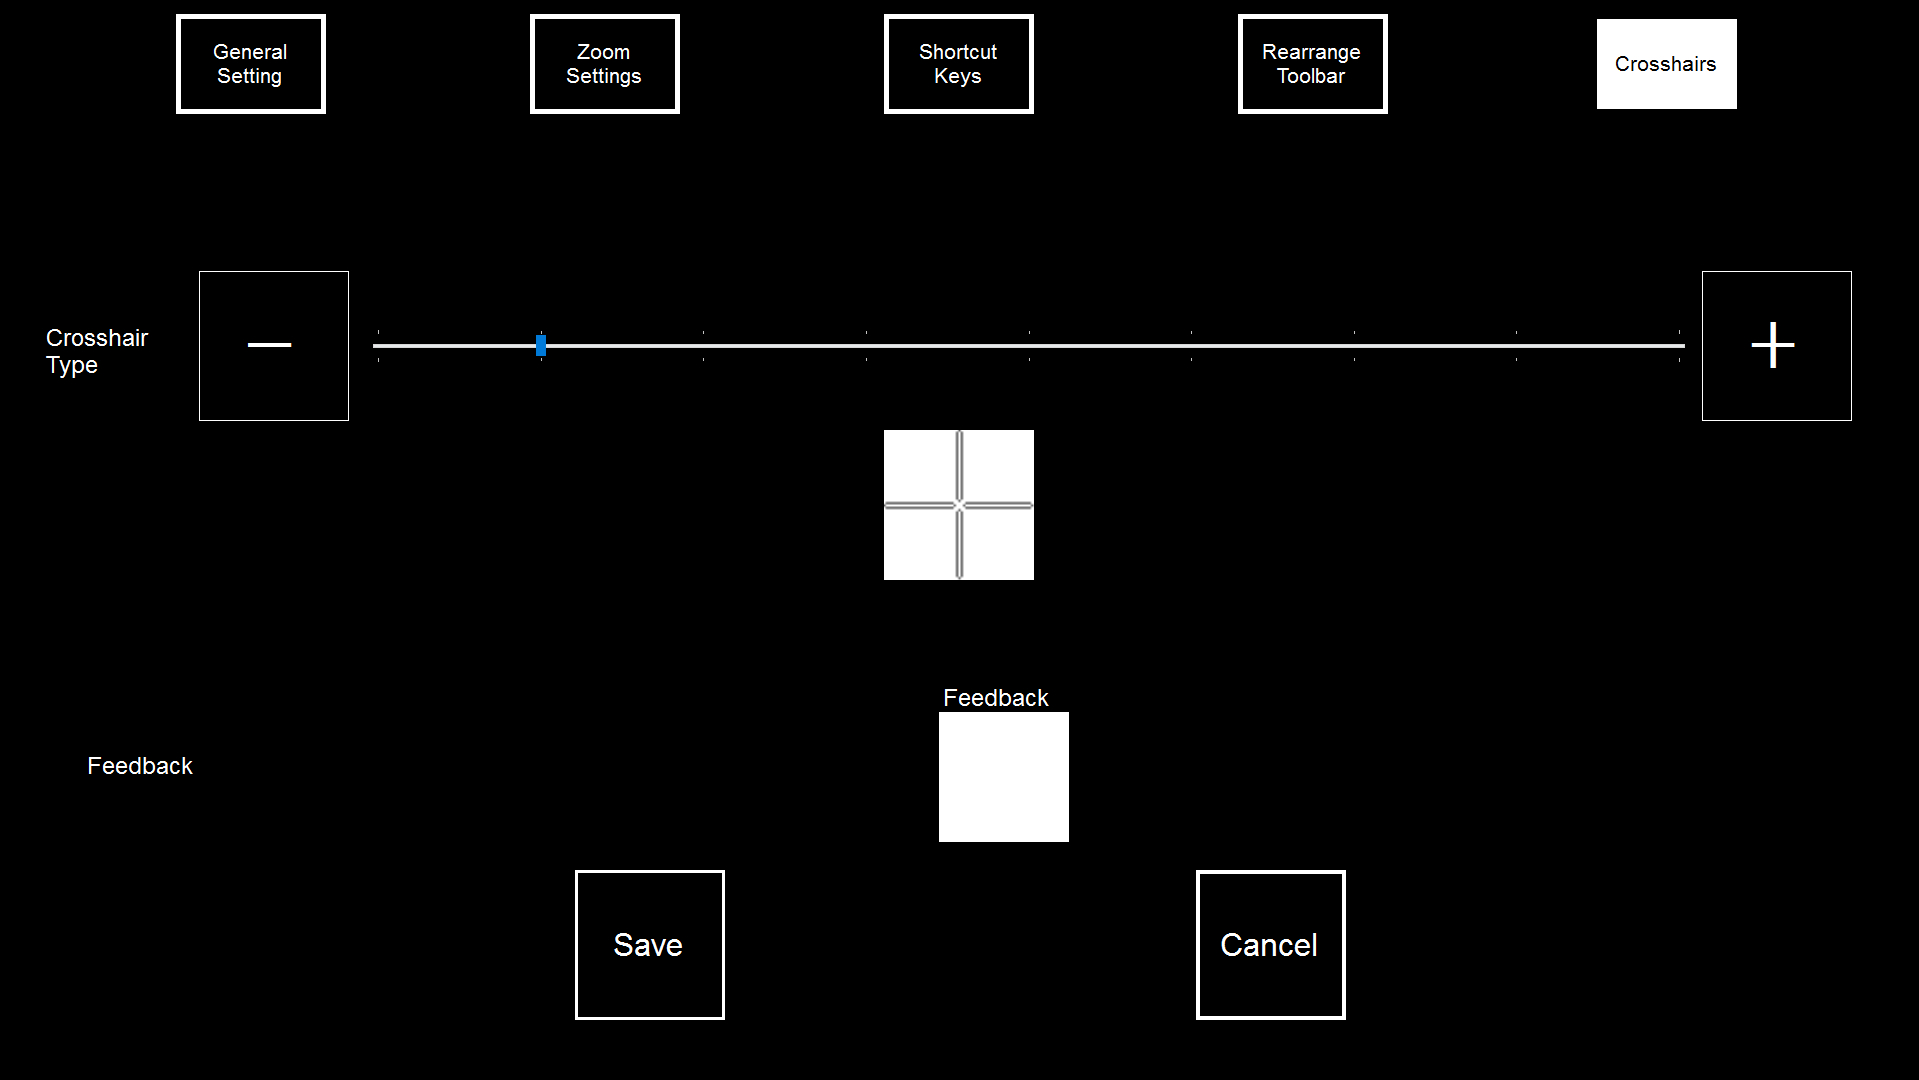 General
Setting
Zoom
Settings
Shortcut
Keys
Rearrange
Toolbar
Crosshairs
Crosshair
Type
Feedback
Feedback
Save
Cancel